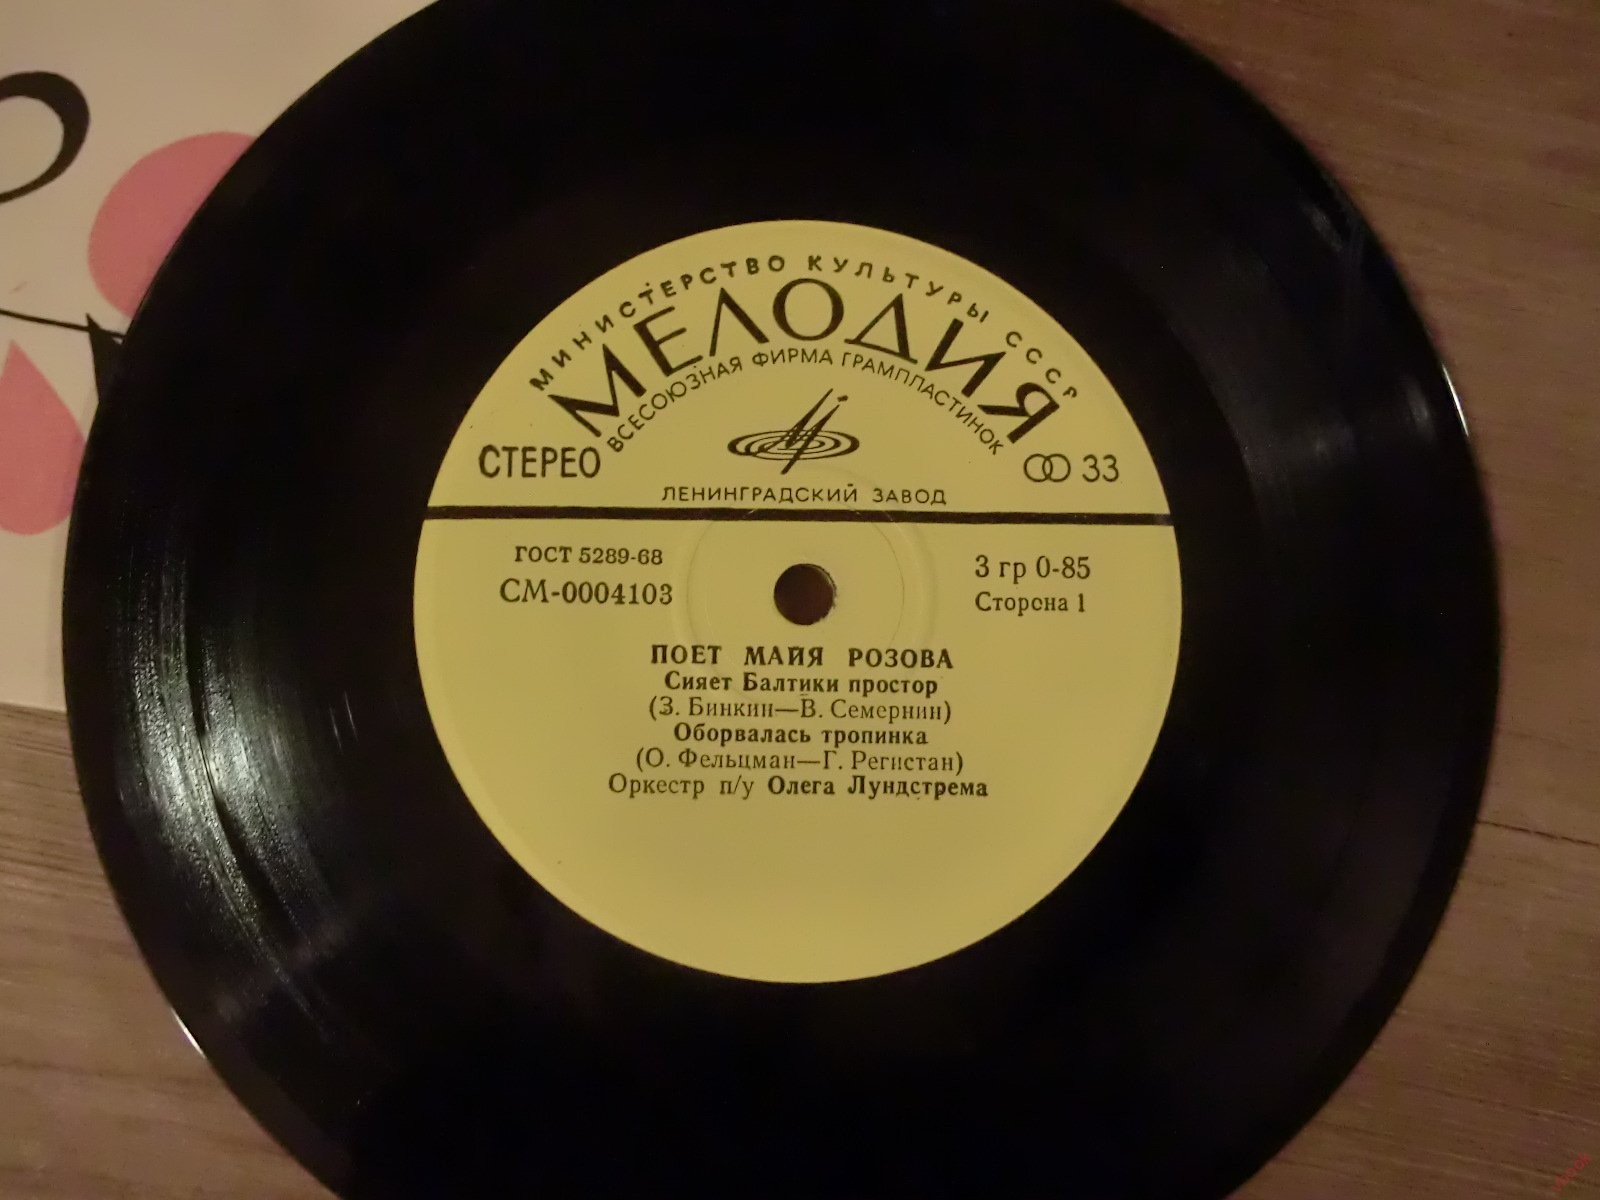 МИНИСТЕРСТВО КУЛЬТУРЫ СССР
МЕЛОДИЯ
ВСЕСОЮЗНАЯ ФИРМА ГРАМПЛАСТИНОК
СТЕРЕО
33
ЛЕНИНГРАДСКИЙ ЗАВОД
ГОСТ 5289-68
СМ-0004103
3 гр 0-85
Сторона 1
ПОЕТ МАЙЯ РОЗОВА
Сияет Балтики простор
(З. Бинкин—В. Семернин)
Оборвалась тропинка
(О. Фельцман—Г. Регистан)
Оркестр п/у Олега Лундстрема